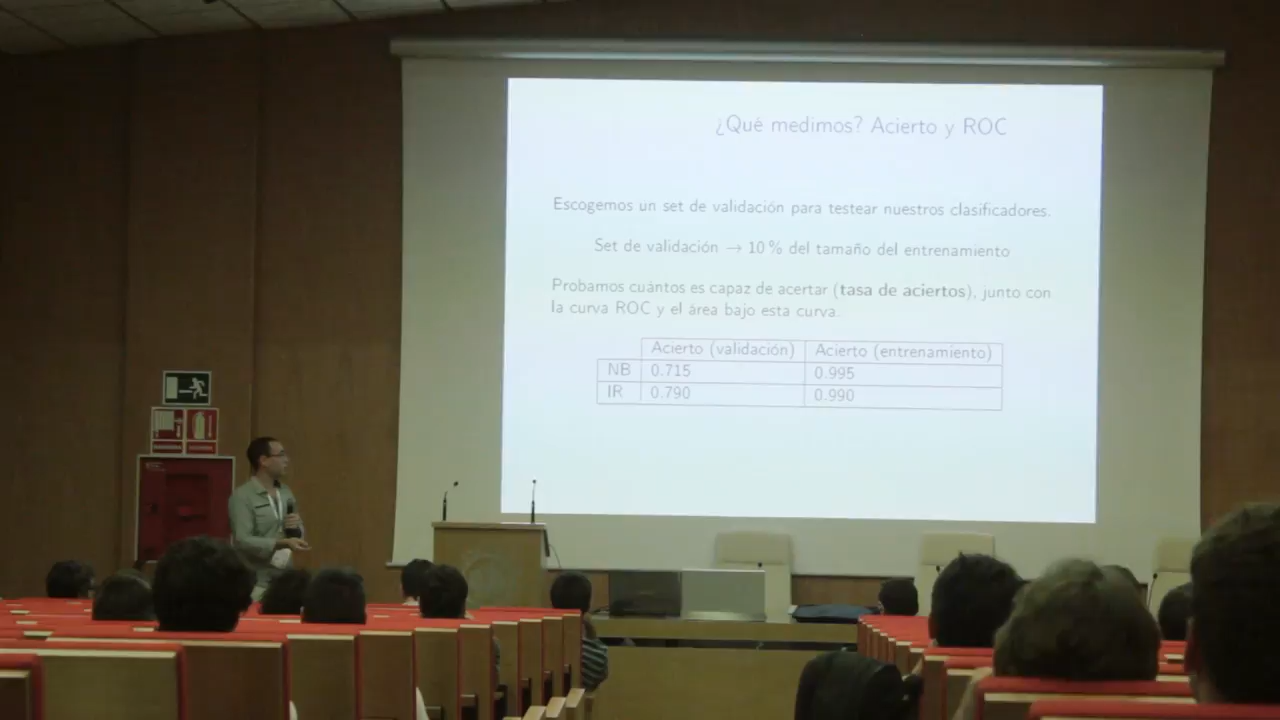 ¿Qué medimos? Acierto y ROC
Escogemos un set de validación para testear nuestros clasificadores.
Set de validación → 10 % del tamaño del entrenamiento
Probamos cuántos es capaz de acertar (tasa de aciertos), junto con
la curva ROC y el área bajo esta curva.
Acierto (validación) Acierto (entrenamiento)
NB 0.715 0.995
IR 0.790 0.990